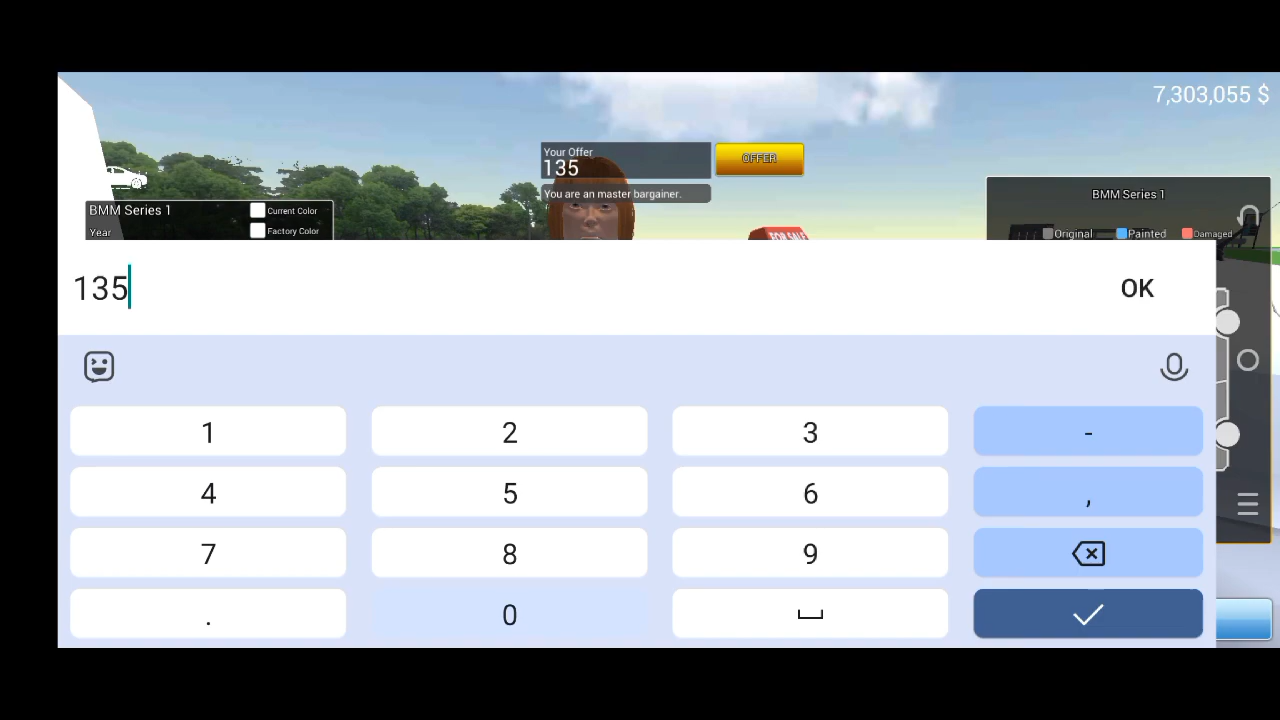 7,303,055 $
Your Offer
135
OFFER
You are an master bargainer.
BMM Series 1
Current Color
Year
Factory Color
FOR SALE
BMM Series 1
Original
Painted
Damaged
135
OK
1
2
3
-
4
5
6
,
7
8
9
.
0